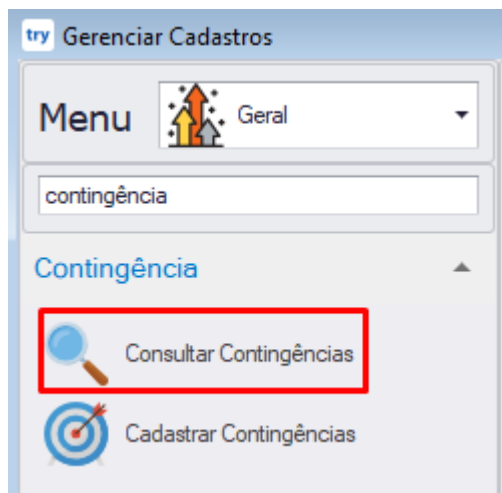 try Gerenciar Cadastros
Menu Geral
contingência
Contingência
Consultar Contingências
Cadastrar Contingências